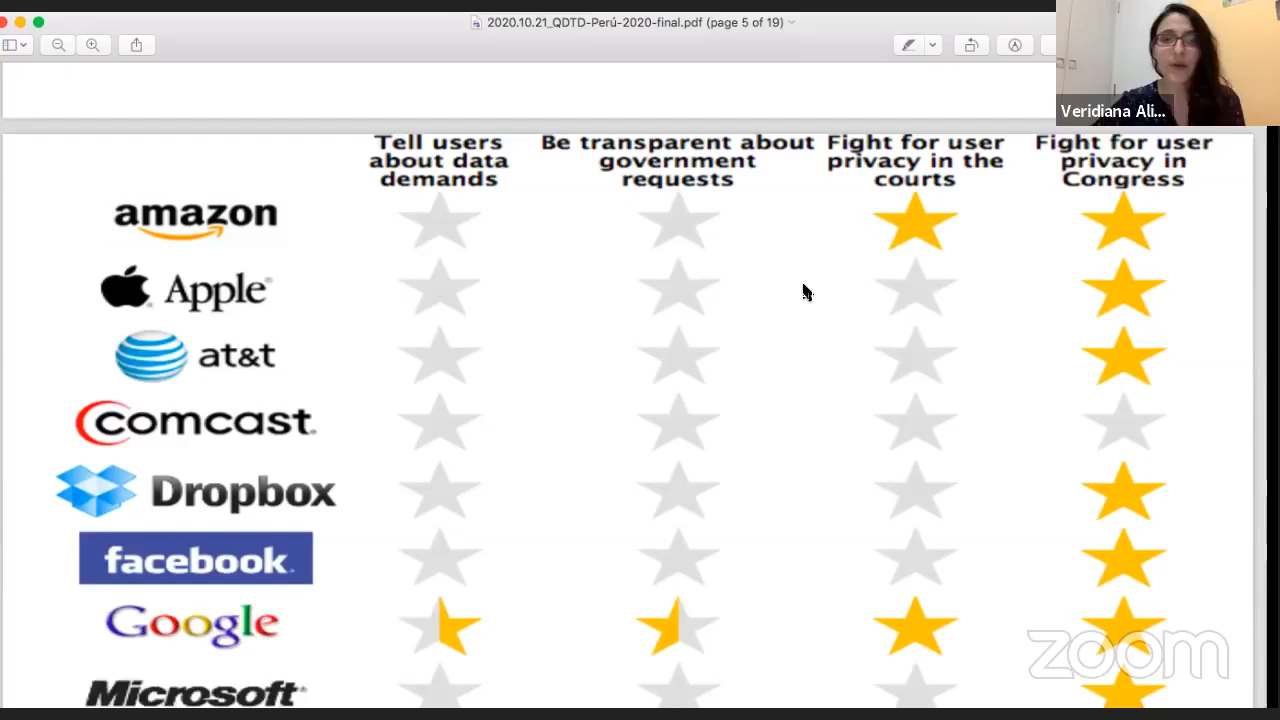 2020.10.21_QDTD-Perú-2020-final.pdf (page 5 of 19)
Veridiana Ali...
Tell users
about data
demands
Be transparent about
government
requests
Fight for user
privacy in the
courts
Fight for user
privacy in
Congress
amazon
Apple
at&t
comcast.
Dropbox
facebook.
Google
Microsoft
zoom